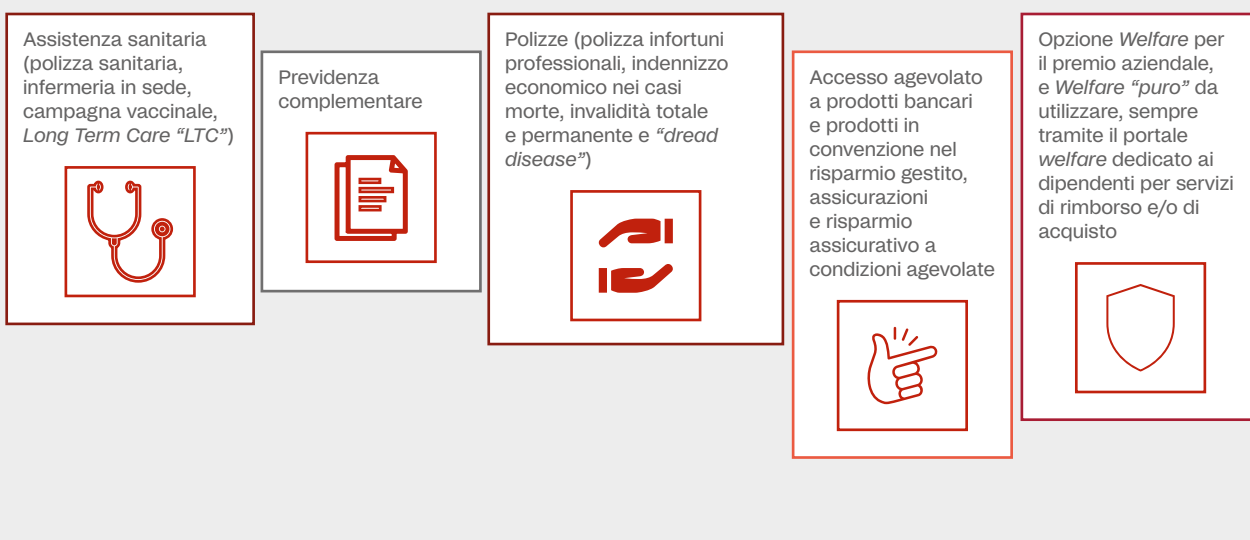 Assistenza sanitaria
(polizza sanitaria,
infermeria in sede,
campagna vaccinale,
Long Term Care “LTC”)
Previdenza
complementare
Polizze (polizza infortuni
professionali, indennizzo
economico nei casi
morte, invalidità totale
e permanente e “dread
disease”)
Accesso agevolato
a prodotti bancari
e prodotti in
convenzione nel
risparmio gestito,
assicurazioni
e risparmio
assicurativo a
condizioni agevolate
Opzione Welfare per
il premio aziendale,
e Welfare “puro” da
utilizzare, sempre
tramite il portale
welfare dedicato ai
dipendenti per servizi
di rimborso e/o di
acquisto